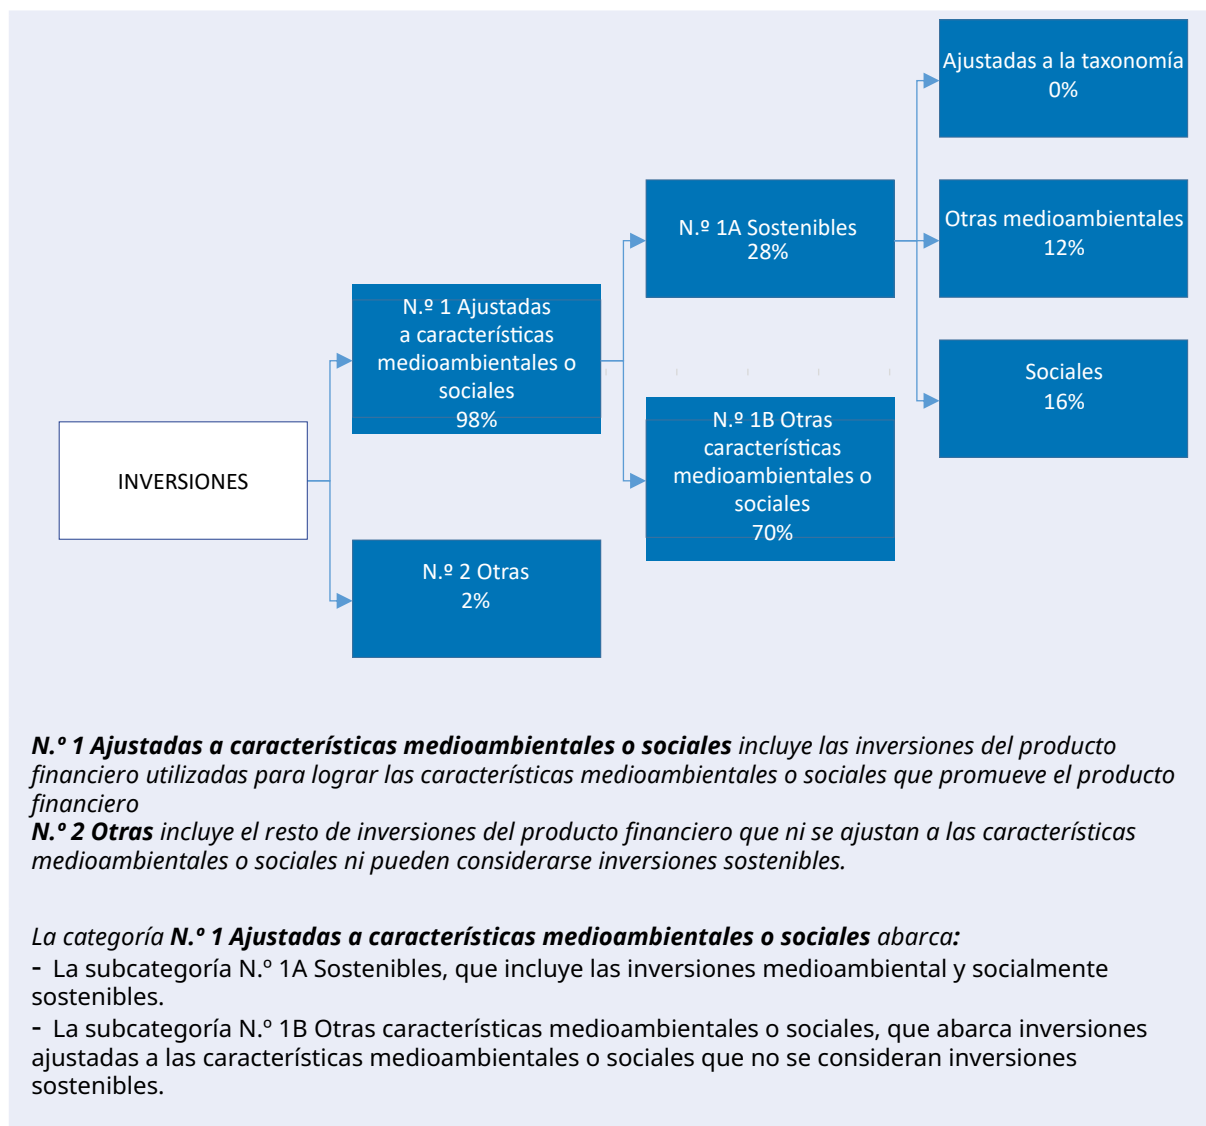 Ajustadas a la taxonomía
0%
Otras medioambientales
12%
Sociales
16%
N.º 1A Sostenibles
28%
N.º 1B Otras
características
medioambientales o
sociales
70%
N.º 1 Ajustadas
a características
medioambientales o
sociales
98%
INVERSIONES
N.º 2 Otras
2%
N.º 1 Ajustadas a características medioambientales o sociales incluye las inversiones del producto
financiero utilizadas para lograr las características medioambientales o sociales que promueve el producto
financiero
N.º 2 Otras incluye el resto de inversiones del producto financiero que ni se ajustan a las características
medioambientales o sociales ni pueden considerarse inversiones sostenibles.
La categoría N.º 1 Ajustadas a características medioambientales o sociales abarca:
- La subcategoría N.º 1A Sostenibles, que incluye las inversiones medioambiental y socialmente
sostenibles.
- La subcategoría N.º 1B Otras características medioambientales o sociales, que abarca inversiones
ajustadas a las características medioambientales o sociales que no se consideran inversiones
sostenibles.